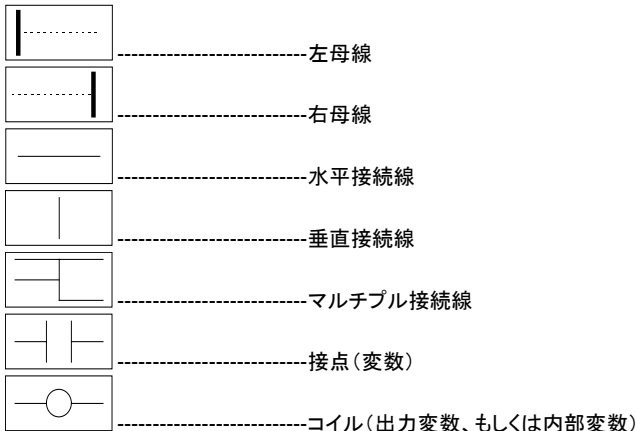 左母線
右母線
水平接続線
垂直接続線
マルチプル接続線
接点（変数）
コイル（出力変数、もしくは内部変数）